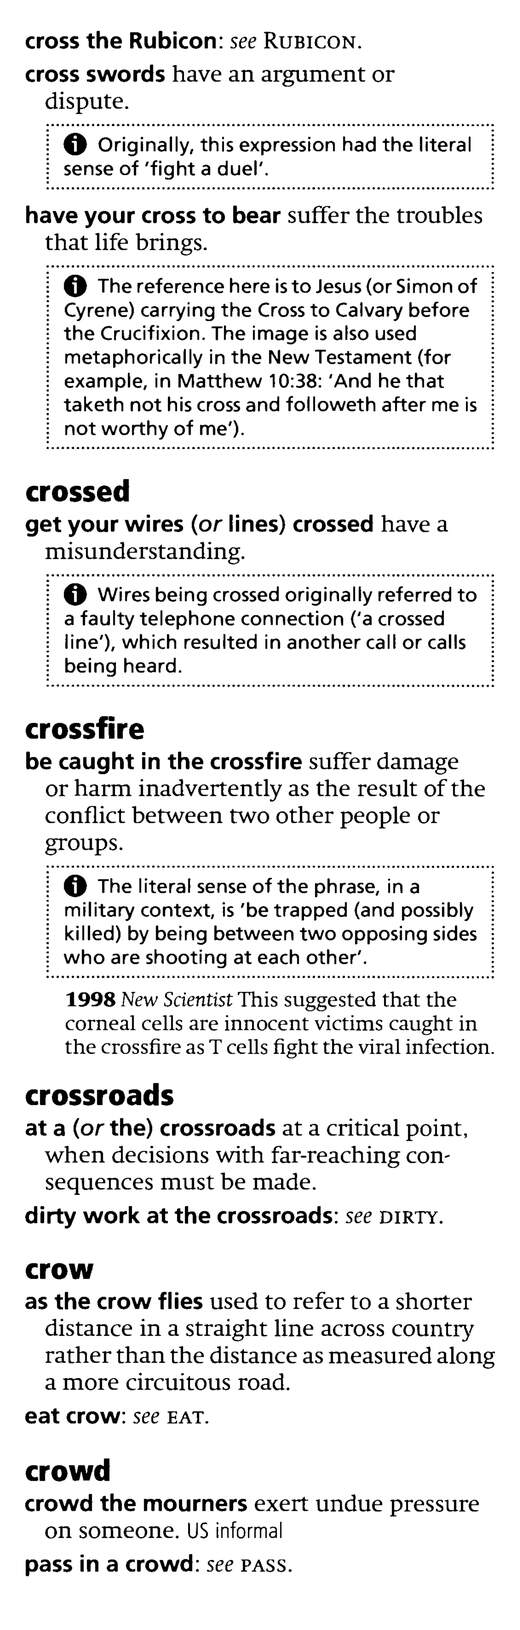 cross the Rubicon: see RUBICON.
cross swords have an argument or
dispute.
i Originally, this expression had the literal
sense of ‘fight a duel’.
have your cross to bear suffer the troubles
that life brings.
i The reference here is to Jesus (or Simon of
Cyrene) carrying the Cross to Calvary before
the Crucifixion. The image is also used
metaphorically in the New Testament (for
example, in Matthew 10:38: ‘And he that
taketh not his cross and followeth after me is
not worthy of me’).
crossed
get your wires (or lines) crossed have a
misunderstanding.
i Wires being crossed originally referred to
a faulty telephone connection (‘a crossed
line’), which resulted in another call or calls
being heard.
crossfire
be caught in the crossfire suffer damage
or harm inadvertently as the result of the
conflict between two other people or
groups.
i The literal sense of the phrase, in a
military context, is ‘be trapped (and possibly
killed) by being between two opposing sides
who are shooting at each other’.
1998 New Scientist This suggested that the
corneal cells are innocent victims caught in
the crossfire as T cells fight the viral infection.
crossroads
at a (or the) crossroads at a critical point,
when decisions with far-reaching con-
sequences must be made.
dirty work at the crossroads: see DIRTY.
crow
as the crow flies used to refer to a shorter
distance in a straight line across country
rather than the distance as measured along
a more circuitous road.
eat crow: see EAT.
crowd
crowd the mourners exert undue pressure
on someone. US informal
pass in a crowd: see PASS.